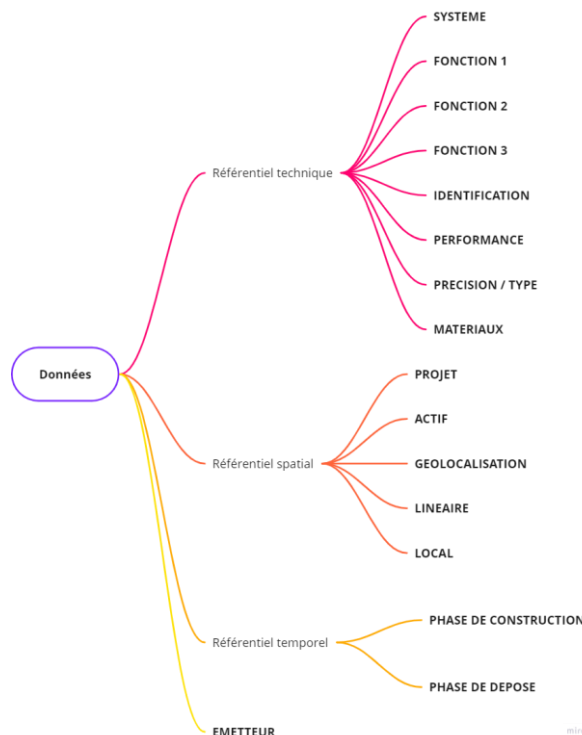 SYSTEME
FONCTION 1
FONCTION 2
FONCTION 3
Référentiel technique
IDENTIFICATION
PERFORMANCE
PRECISION / TYPE
MATERIAUX
Données
PROJET
ACTIF
Référentiel spatial
GEOLOCALISATION
LINEAIRE
LOCAL
PHASE DE CONSTRUCTION
Référentiel temporel
PHASE DE DEPOSE
EMETTEUR